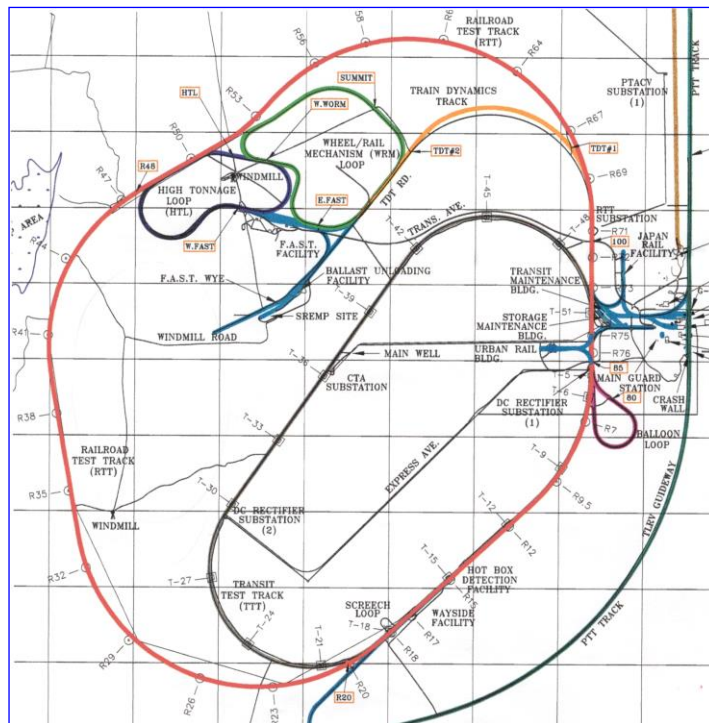 RAILROAD
TEST TRACK
(RTT)
R56
R64
SUMMIT
TRAIN DYNAMICS
TRACK
PTACV
SUBSTATION
(1)
PTT TRACK
R53
HTL
W.WORM
R67
TDT#1
WHEEL/RAIL
MECHANISM (WRM)
LOOP
TDT#2
R50
R48
WINDMILL
HIGH TONNAGE
LOOP
(HTL)
R47
R69
E.FAST
TDT RD.
T-45
TRANS. AVE.
T-48
RTT
SUBSTATION
R71
AREA
W.FAST
F.A.S.T.
FACILITY
T-42
100
JAPAN
RAIL
FACILITY
R44
F.A.S.T. WYE
BALLAST UNLOADING
FACILITY
TRANSIT
MAINTENANCE
BLDG.
T-39
SREMP SITE
T-51
WINDMILL ROAD
STORAGE
MAINTENANCE
BLDG.
R75
R41
MAIN WELL
URBAN RAIL
BLDG.
R76
T-36
CTA
SUBSTATION
T-5
85
MAIN GUARD
STATION
80
T-6
CRASH
WALL
DC RECTIFIER
SUBSTATION
(1)
R38
R7
BALLOON
LOOP
T-33
RAILROAD
TEST TRACK
(RTT)
EXPRESS AVE.
T-9
R9.5
R35
T-30
WINDMILL
DC RECTIFIER
SUBSTATION
(2)
T-12
R12
TLRV GUIDEWAY
R32
T-27
T-15
HOT BOX
DETECTION
FACILITY
TRANSIT
TEST TRACK
(TTT)
SCREECH
LOOP
WAYSIDE
FACILITY
PTT TRACK
T-24
T-18
R17
R18
R29
T-21
R20
R20
R26
R23